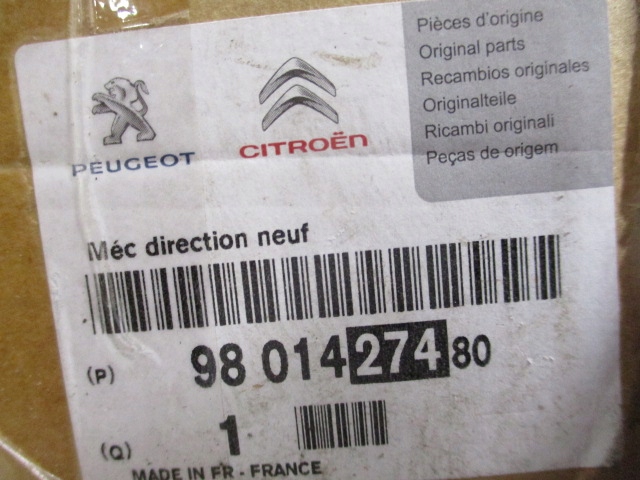 PEUGEOT
CITROËN
Pièces d'origine
Original parts
Recambios originales
Originalteile
Ricambi originali
Peças de origem
Méc direction neuf
(P) 98 014 274 80
(Q) 1
MADE IN FR - FRANCE